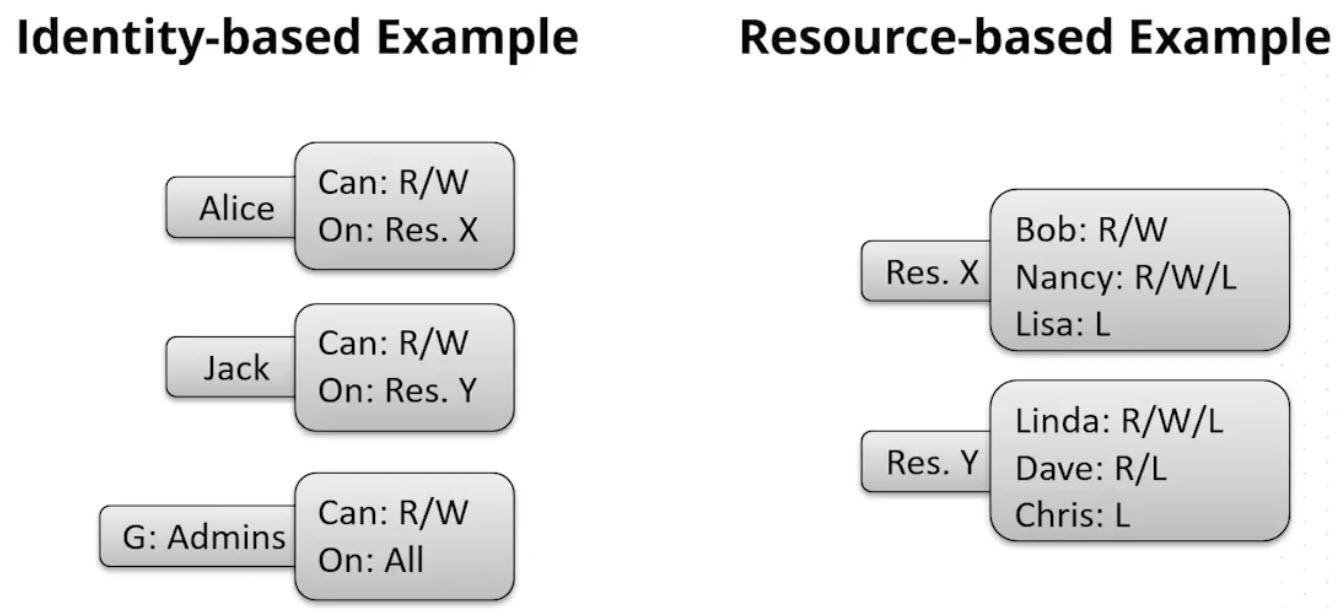 Identity-based Example
Alice
Can: R/W
On: Res. X
Jack
Can: R/W
On: Res. Y
G: Admins
Can: R/W
On: All
Resource-based Example
Res. X
Bob: R/W
Nancy: R/W/L
Lisa: L
Res. Y
Linda: R/W/L
Dave: R/L
Chris: L